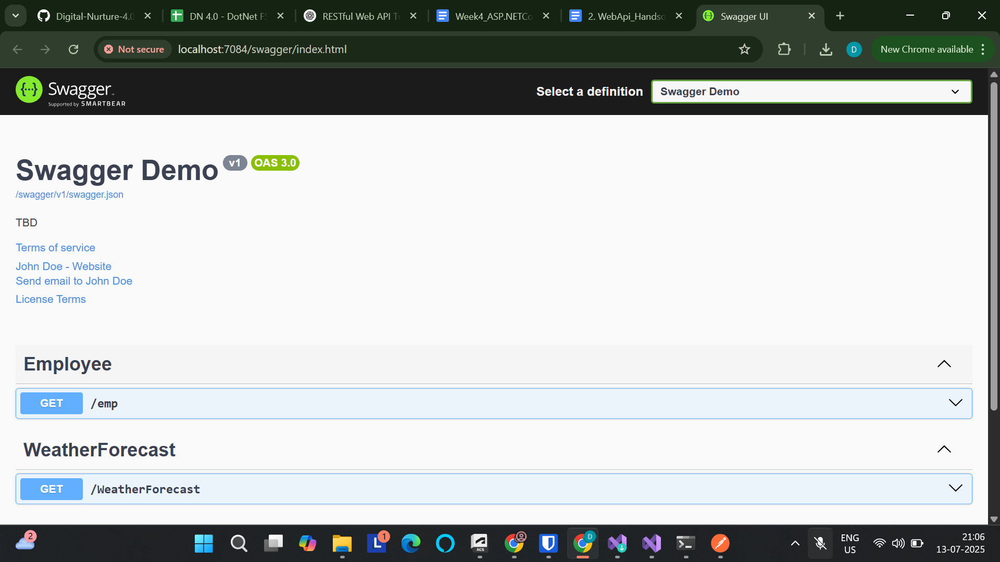 Digital-Nurture-4.0
DN 4.0 - DotNet FS
RESTful Web API Tu
Week4_ASP.NETCo
2. WebApi_Handso
Swagger UI
Not secure
localhost:7084/swagger/index.html
D
New Chrome available
Swagger
Supported by SMARTBEAR
Select a definition
Swagger Demo
Swagger Demo v1 OAS 3.0
/swagger/v1/swagger.json
TBD
Terms of service
John Doe - Website
Send email to John Doe
License Terms
Employee
GET /emp
WeatherForecast
GET /WeatherForecast
2
L 1
ACS
D
ENG
US
21:06
13-07-2025